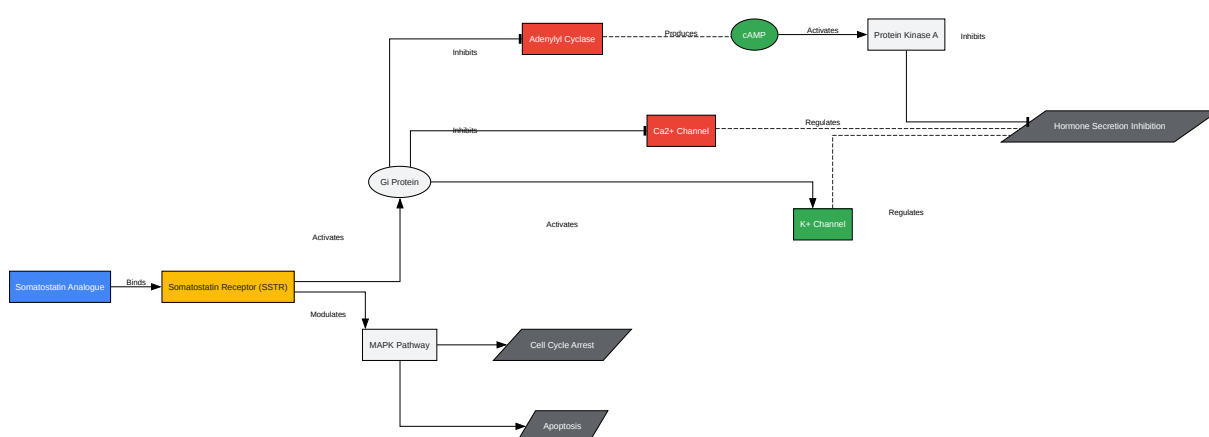 Adenylyl Cyclase
Produces
cAMP
Activates
Protein Kinase A
Inhibits
Inhibits
Inhibits
Ca2+ Channel
Regulates
Hormone Secretion Inhibition
Gi Protein
Activates
Activates
K+ Channel
Regulates
Somatostatin Analogue
Binds
Somatostatin Receptor (SSTR)
Modulates
MAPK Pathway
Cell Cycle Arrest
Apoptosis